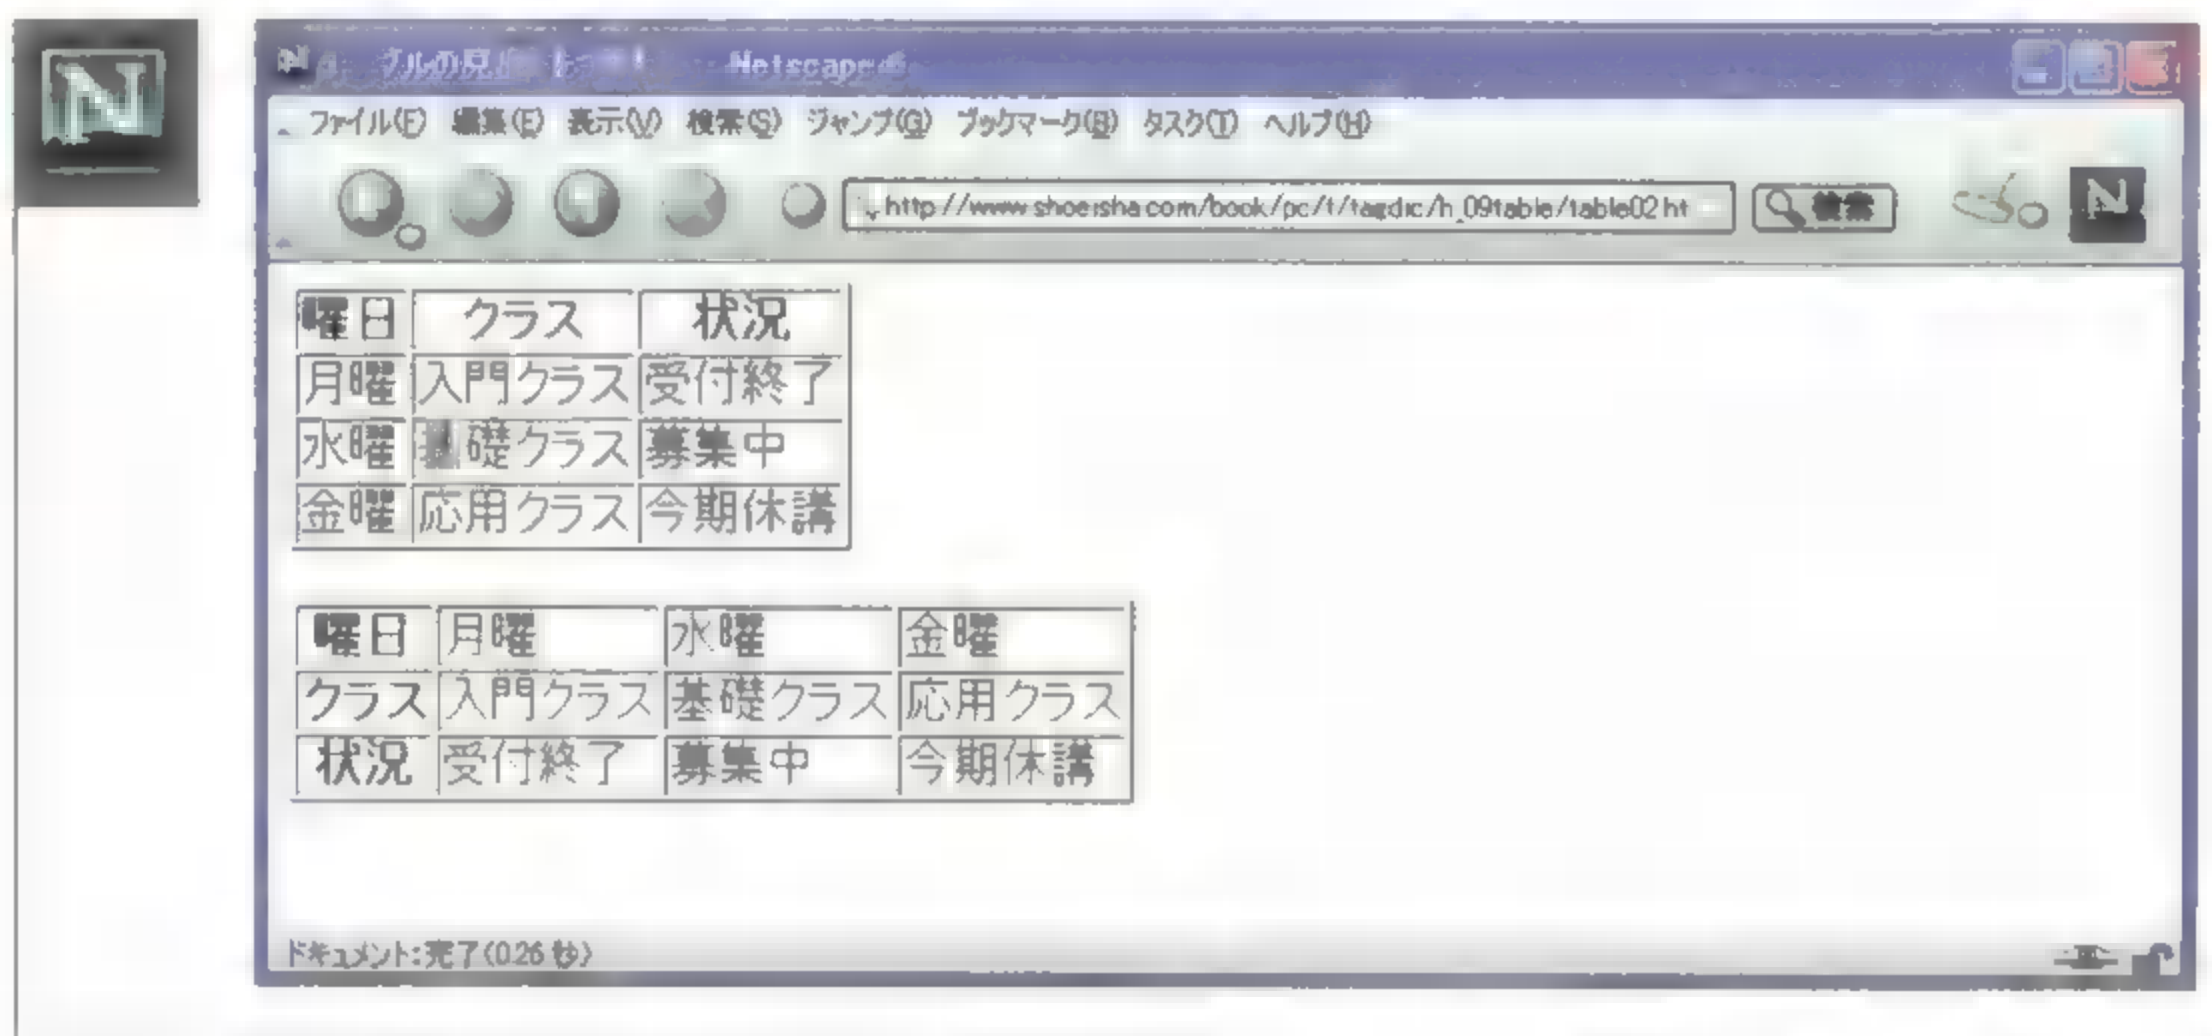 N
N ブルの見 Netscape 6
ファイル(F) 編集(E) 表示(V) 検索(S) ジャンプ(G) ブックマーク(B) タスク(T) ヘルプ(H)
http://www.shoeisha.com/book/pc/t/tagdic/h_09table/table02.ht 検索 N
曜日 クラス 状況
月曜 入門クラス 受付終了
水曜 基礎クラス 募集中
金曜 応用クラス 今期休講
曜日 月曜 水曜 金曜
クラス 入門クラス 基礎クラス 応用クラス
状況 受付終了 募集中 今期休講
ドキュメント:完了(0.26 秒)